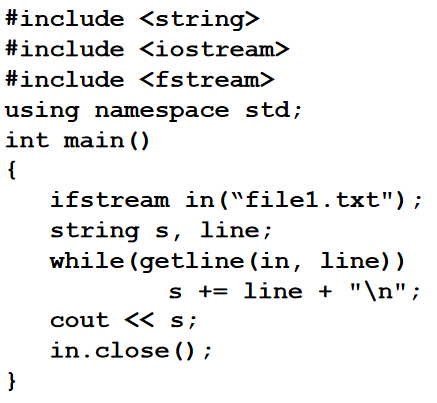 #include <string>
#include <iostream>
#include <fstream>
using namespace std;
int main()
{
ifstream in(“file1.txt");
string s, line;
while(getline(in, line))
s += line + "\n";
cout << s;
in.close();
}